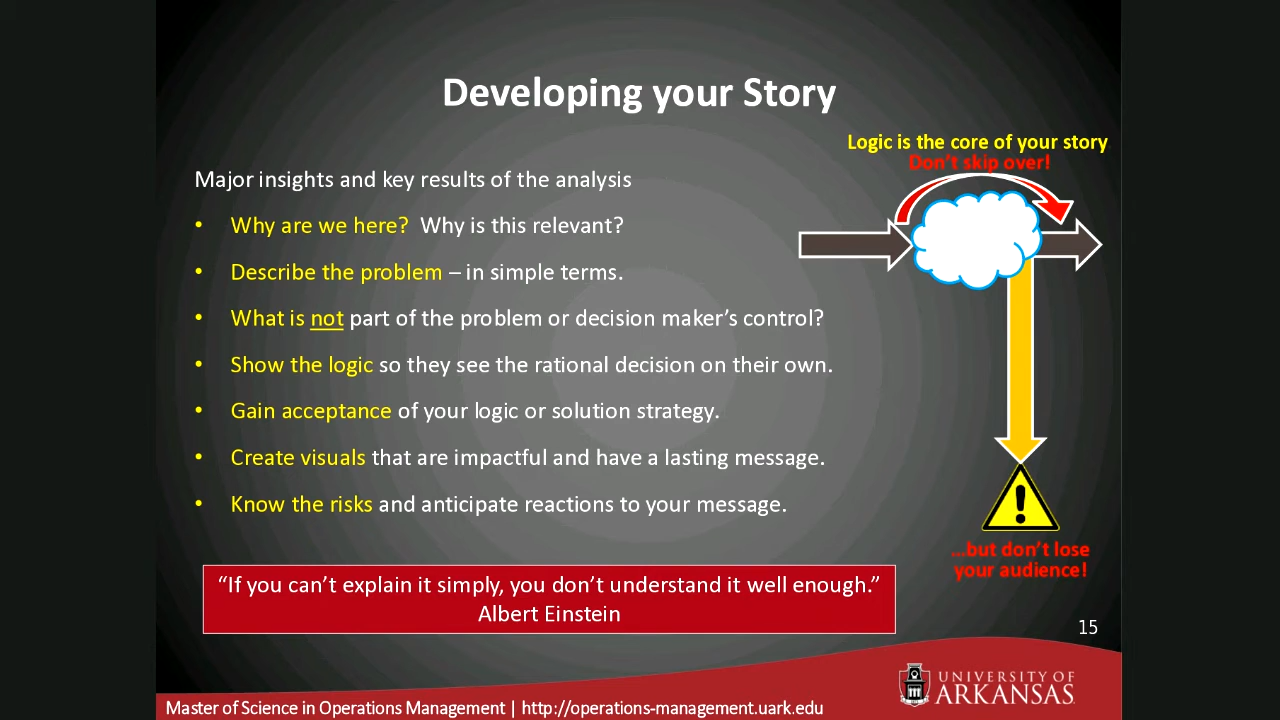 Developing your Story
Logic is the core of your story
Don't skip over!
Major insights and key results of the analysis
• Why are we here? Why is this relevant?
• Describe the problem – in simple terms.
• What is not part of the problem or decision maker's control?
• Show the logic so they see the rational decision on their own.
• Gain acceptance of your logic or solution strategy.
• Create visuals that are impactful and have a lasting message.
• Know the risks and anticipate reactions to your message.
...but don't lose
your audience!
“If you can’t explain it simply, you don’t understand it well enough.”
Albert Einstein
15
UNIVERSITY OF
ARKANSAS
Master of Science in Operations Management | http://operations-management.uark.edu